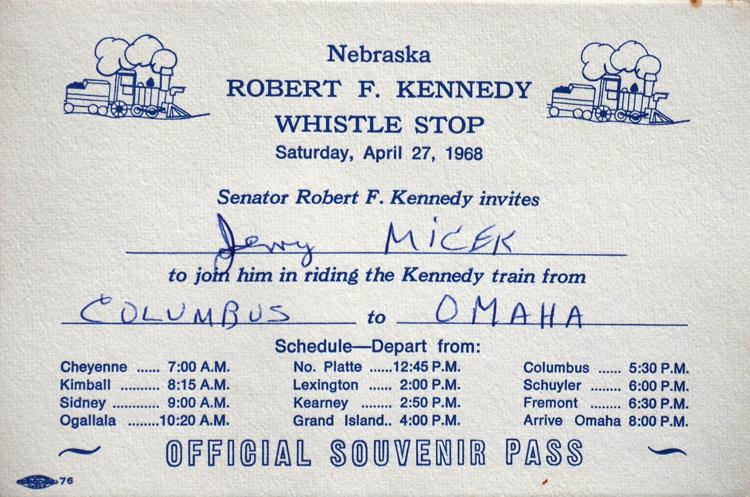 Nebraska
ROBERT F. KENNEDY
WHISTLE STOP
Saturday, April 27, 1968
Senator Robert F. Kennedy invites
Jerry MICEK
to join him in riding the Kennedy train from
COLUMBUS to OMAHA
Schedule—Depart from:
Cheyenne ...... 7:00 A.M. No. Platte .....12:45 P.M. Columbus ..... 5:30 P.M.
Kimball ........ 8:15 A.M. Lexington ...... 2:00 P.M. Schuyler ....... 6:00 P.M.
Sidney ............ 9:00 A.M. Kearney ....... 2:50 P.M. Fremont ....... 6:30 P.M.
Ogallala ........10:20 A.M. Grand Island.. 4:00 P.M. Arrive Omaha 8:00 P.M.
OFFICIAL SOUVENIR PASS
76